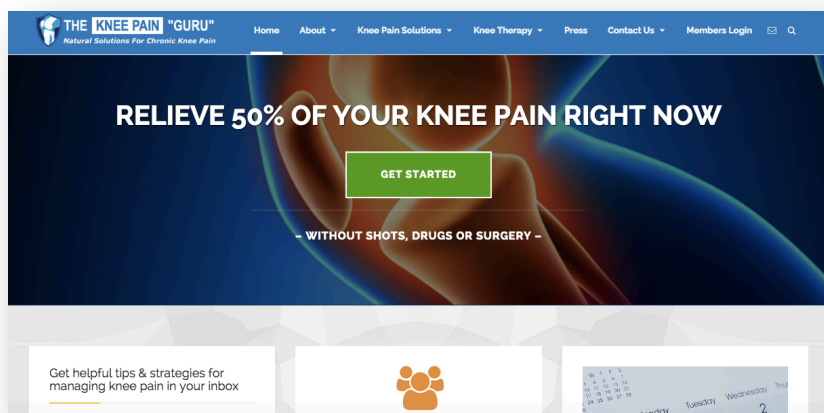 THE KNEE PAIN "GURU"
Natural Solutions For Chronic Knee Pain
Home About Knee Pain Solutions Knee Therapy Press Contact Us Members Login
RELIEVE 50% OF YOUR KNEE PAIN RIGHT NOW
GET STARTED
– WITHOUT SHOTS, DRUGS OR SURGERY –
Get helpful tips & strategies for
managing knee pain in your inbox
Tuesday Wednesday
2